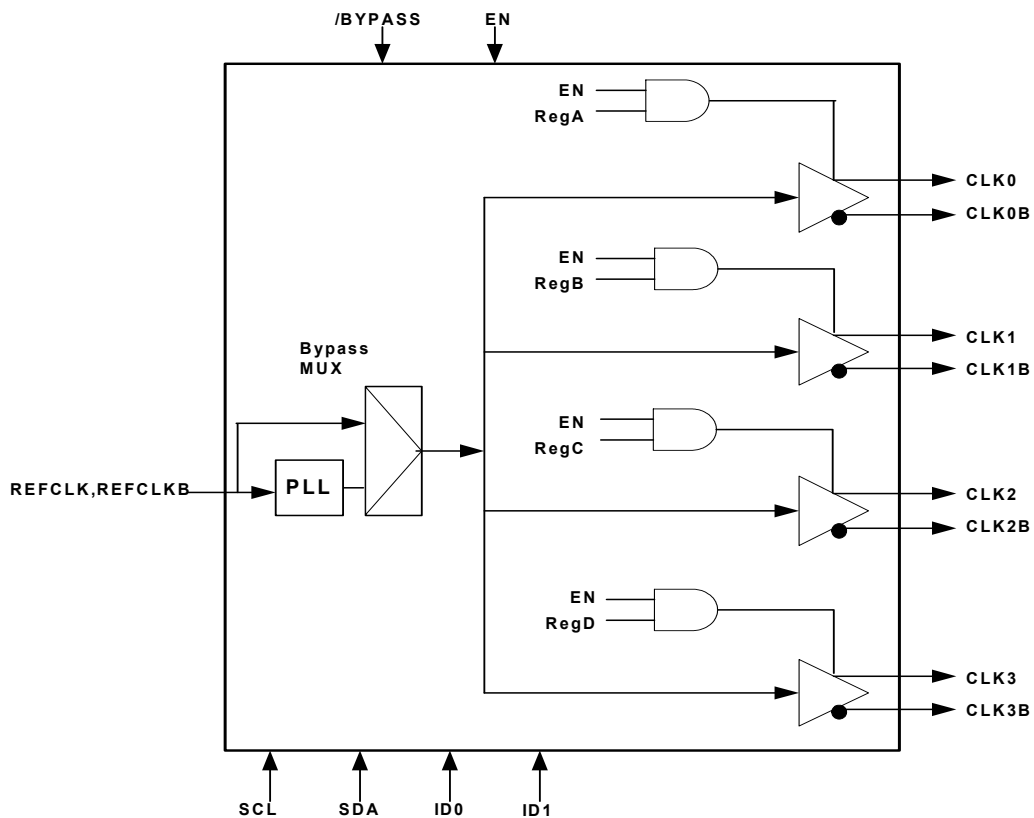 /BYPASS
EN
EN
RegA
CLK0
CLK0B
EN
RegB
CLK1
CLK1B
Bypass
MUX
EN
RegC
REFCLK,REFCLKB
PLL
CLK2
CLK2B
EN
RegD
CLK3
CLK3B
SCL
SDA
ID0
ID1